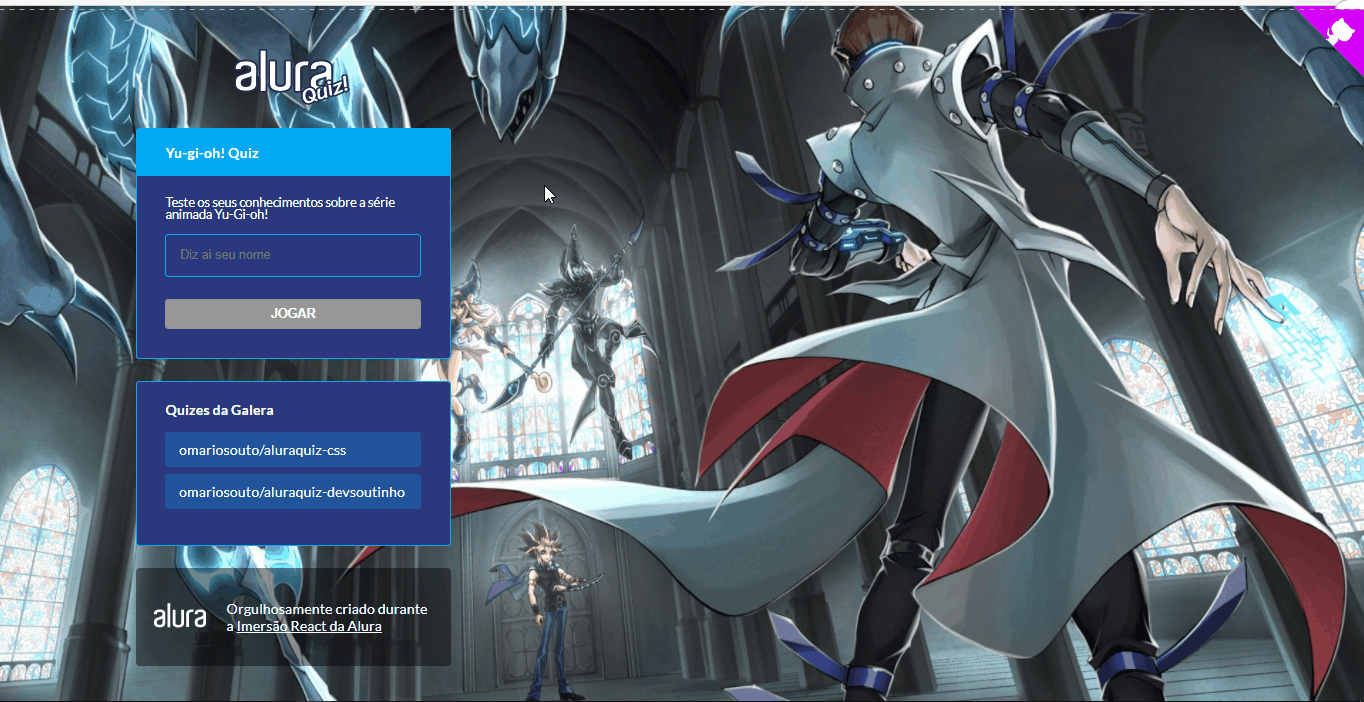 alura
Quiz!
Yu-gi-oh! Quiz
Teste os seus conhecimentos sobre a série
animada Yu-Gi-oh!
Diz ai seu nome
JOGAR
Quizes da Galera
omariosouto/aluraquiz-css
omariosouto/aluraquiz-devsoutinho
alura
Orgulhosamente criado durante
a Imersão React da Alura